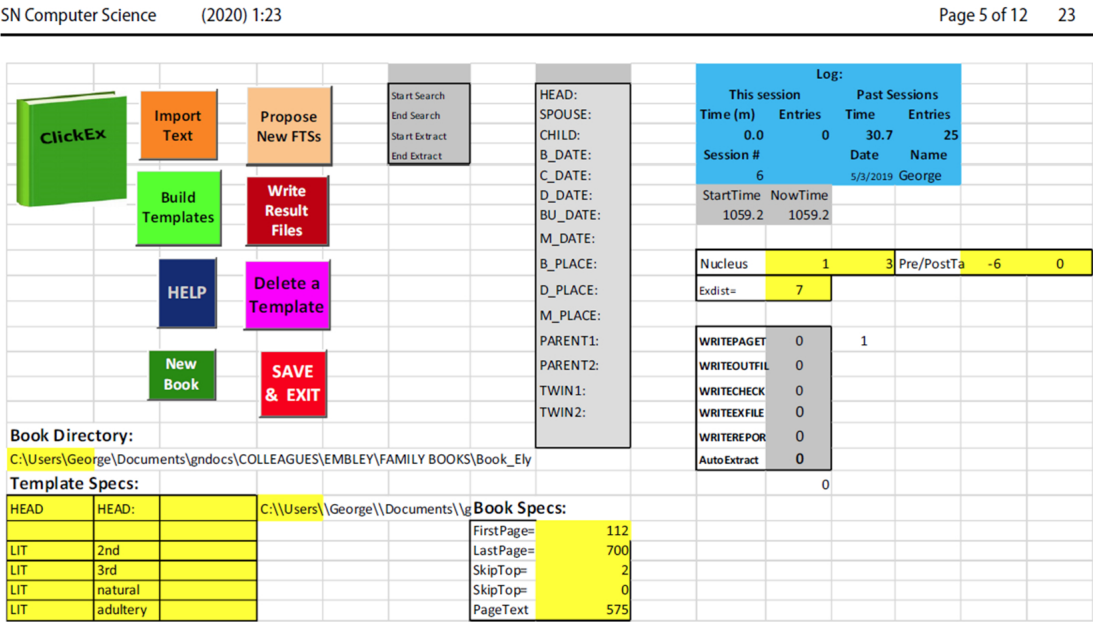 SN Computer Science (2020) 1:23 Page 5 of 12 23
ClickEx
Import Text
Propose New FTSs
Build Templates
Write Result Files
HELP
Delete a Template
New Book
SAVE & EXIT
Start Search
End Search
Start Extract
End Extract
HEAD:
SPOUSE:
CHILD:
B_DATE:
C_DATE:
D_DATE:
BU_DATE:
M_DATE:
B_PLACE:
D_PLACE:
M_PLACE:
PARENT1:
PARENT2:
TWIN1:
TWIN2:
Log:
This session Past Sessions
Time (m) Entries Time Entries
0.0 0 30.7 25
Session # Date Name
6 5/3/2019 George
StartTime NowTime
1059.2 1059.2
Nucleus 1 3 Pre/PostTa -6 0
Exdist= 7
WRITEPAGET 0 1
WRITEOUTFIL 0
WRITECHECK 0
WRITEEXFILE 0
WRITEREPOR 0
AutoExtract 0
0
Book Directory:
C:\Users\George\Documents\gndocs\COLLEAGUES\EMBLEY\FAMILY BOOKS\Book_Ely
Template Specs:
HEAD HEAD: C:\\Users\\George\\Documents\\g
LIT 2nd
LIT 3rd
LIT natural
LIT adultery
Book Specs:
FirstPage= 112
LastPage= 700
SkipTop= 2
SkipTop= 0
PageText 575